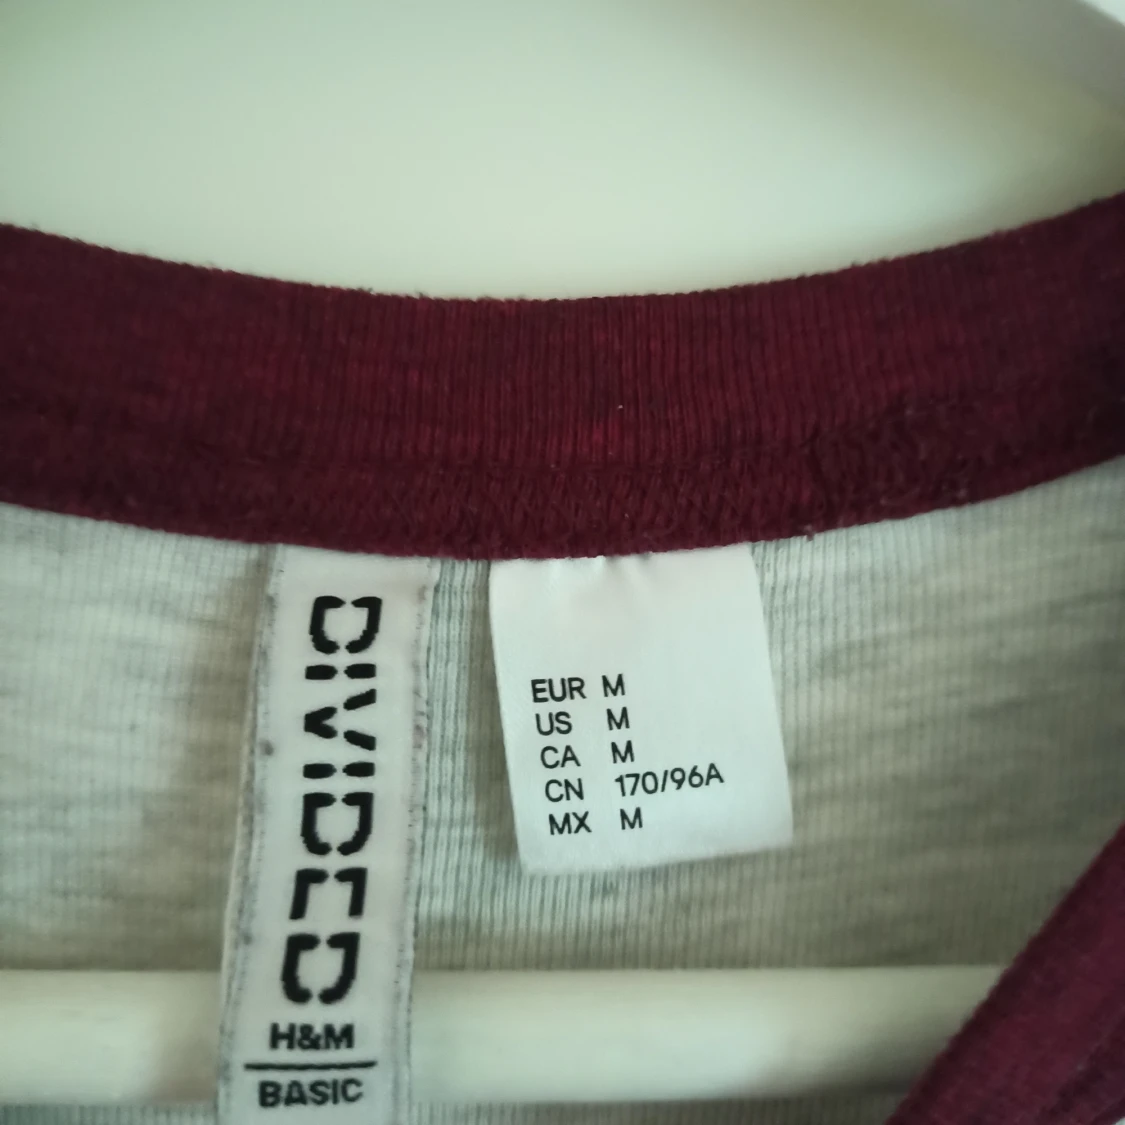 DIVIDED
H&M
BASIC
EUR M
US M
CA M
CN 170/96A
MX M